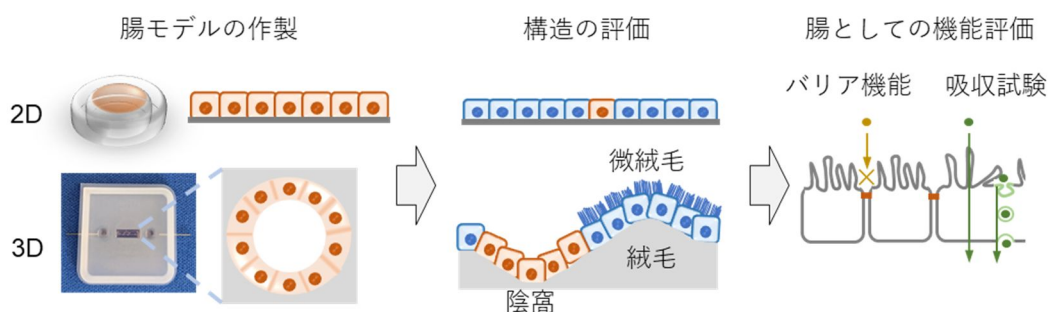 腸モデルの作製
構造の評価
腸としての機能評価
2D
バリア機能
吸収試験
微絨毛
3D
絨毛
陰窩